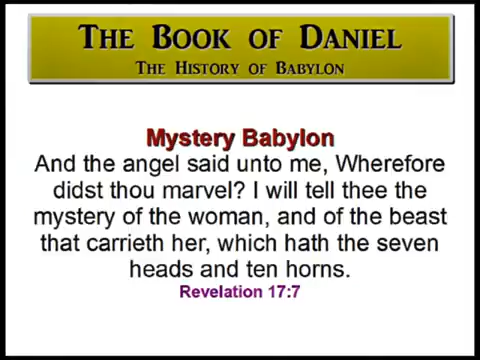 The Book of Daniel
The History of Babylon
Mystery Babylon
And the angel said unto me, Wherefore
didst thou marvel? I will tell thee the
mystery of the woman, and of the beast
that carrieth her, which hath the seven
heads and ten horns.
Revelation 17:7